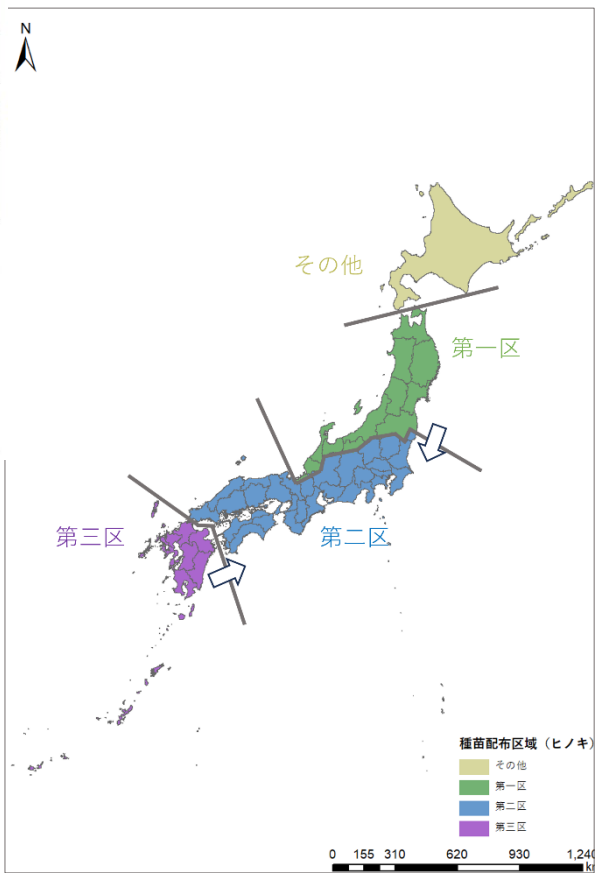 N
その他
第一区
第三区
第二区
種苗配布区域（ヒノキ）
その他
第一区
第二区
第三区
0 155 310 620 930 1,240
km